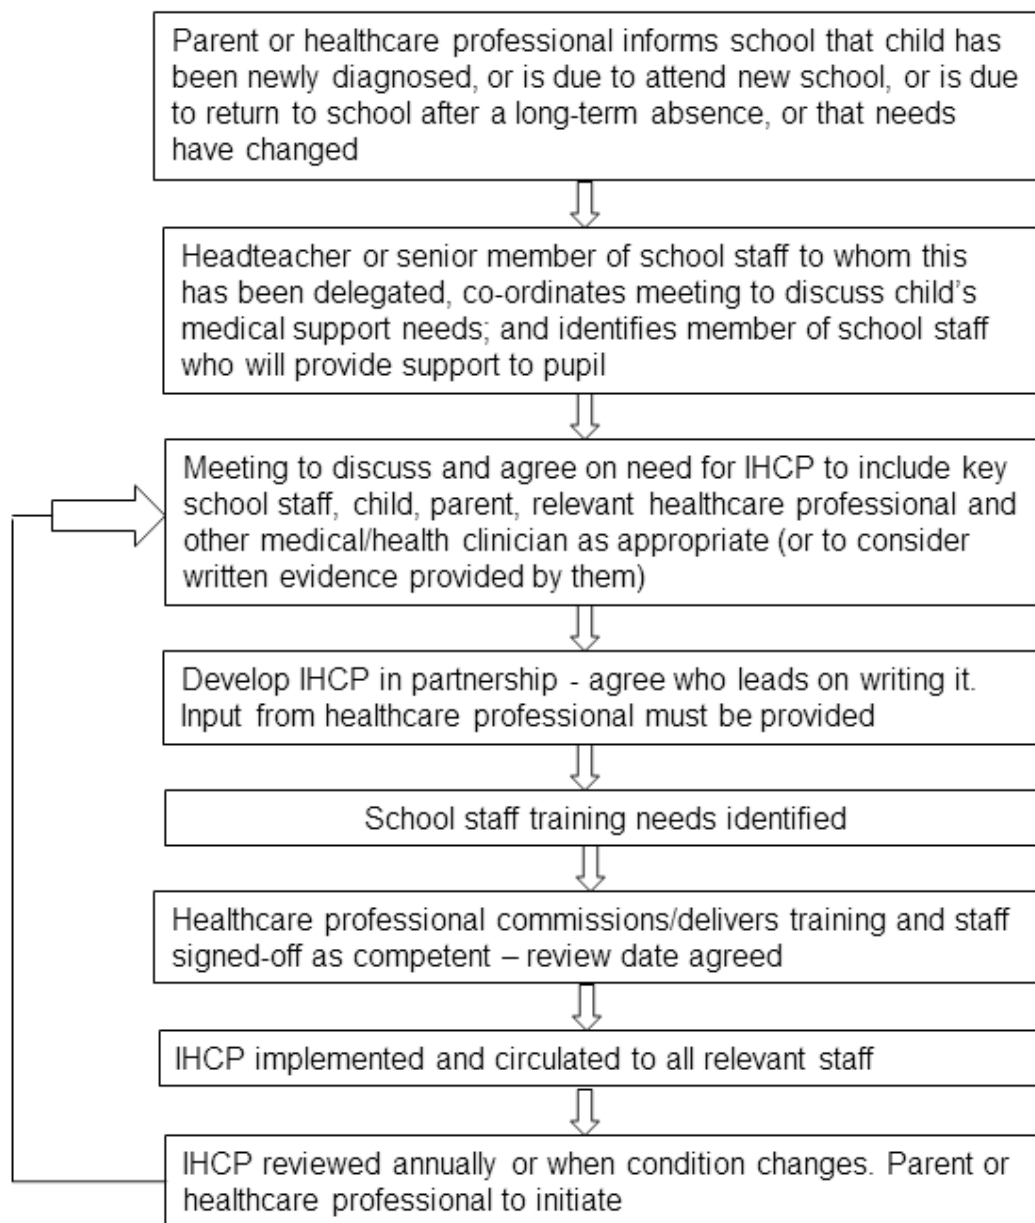 Parent or healthcare professional informs school that child has
been newly diagnosed, or is due to attend new school, or is due
to return to school after a long-term absence, or that needs
have changed
Headteacher or senior member of school staff to whom this
has been delegated, co-ordinates meeting to discuss child's
medical support needs; and identifies member of school staff
who will provide support to pupil
Meeting to discuss and agree on need for IHCP to include key
school staff, child, parent, relevant healthcare professional and
other medical/health clinician as appropriate (or to consider
written evidence provided by them)
Develop IHCP in partnership - agree who leads on writing it.
Input from healthcare professional must be provided
School staff training needs identified
Healthcare professional commissions/delivers training and staff
signed-off as competent – review date agreed
IHCP implemented and circulated to all relevant staff
IHCP reviewed annually or when condition changes. Parent or
healthcare professional to initiate